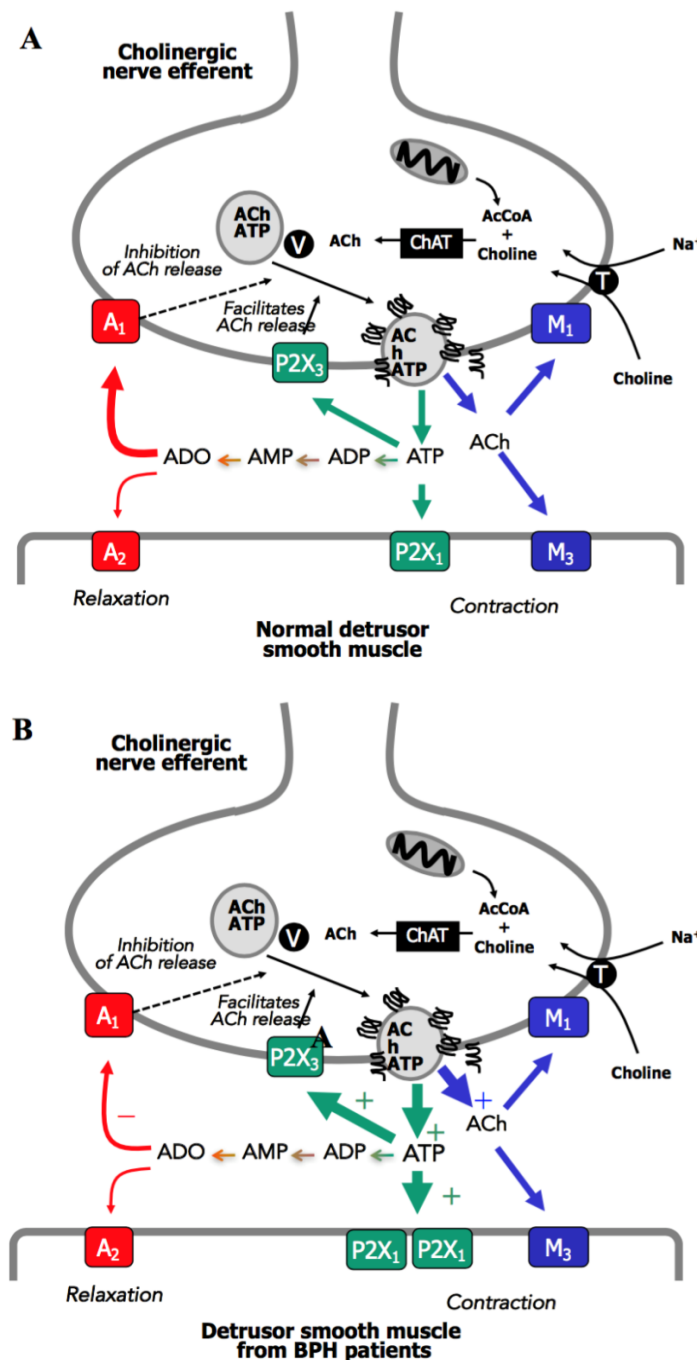 A
Cholinergic
nerve efferent
ACh
ATP
V
ACh
ChAT
AcCoA
+
Choline
Na+
T
Inhibition
of ACh release
Facilitates
ACh release
A1
P2X3
AC
h
ATP
M1
Choline
ADO
AMP
ADP
ATP
ACh
A2
P2X1
M3
Relaxation
Contraction
Normal detrusor
smooth muscle
B
Cholinergic
nerve efferent
ACh
ATP
V
ACh
ChAT
AcCoA
+
Choline
Na+
T
Inhibition
of ACh release
Facilitates
ACh release
A
A1
P2X3
AC
h
ATP
M1
Choline
–
+
+
+
ADO
AMP
ADP
ATP
ACh
+
A2
P2X1
P2X1
M3
Relaxation
Contraction
Detrusor smooth muscle
from BPH patients